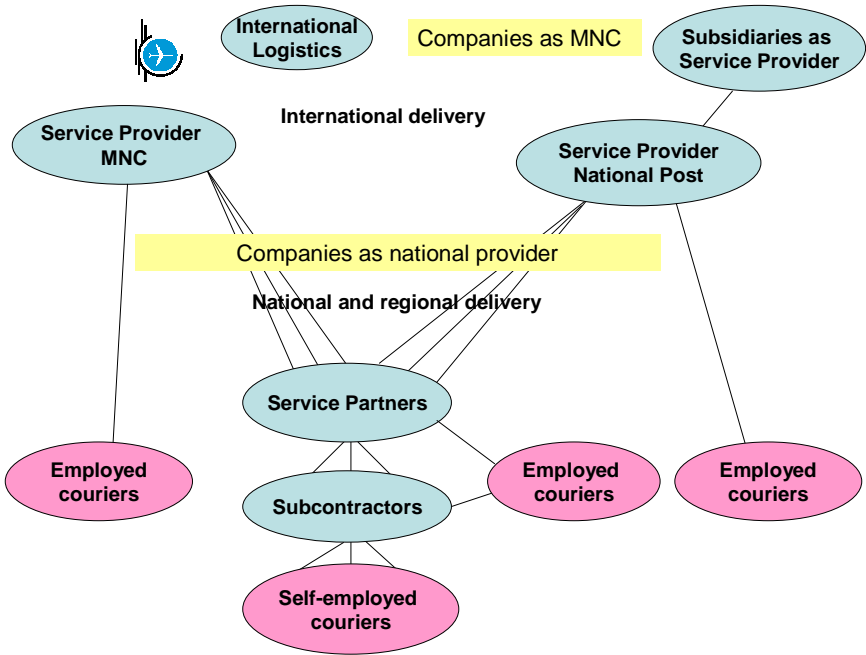 International
Logistics
Companies as MNC
Subsidiaries as
Service Provider
International delivery
Service Provider
MNC
Service Provider
National Post
Companies as national provider
National and regional delivery
Service Partners
Employed
couriers
Employed
couriers
Employed
couriers
Subcontractors
Self-employed
couriers